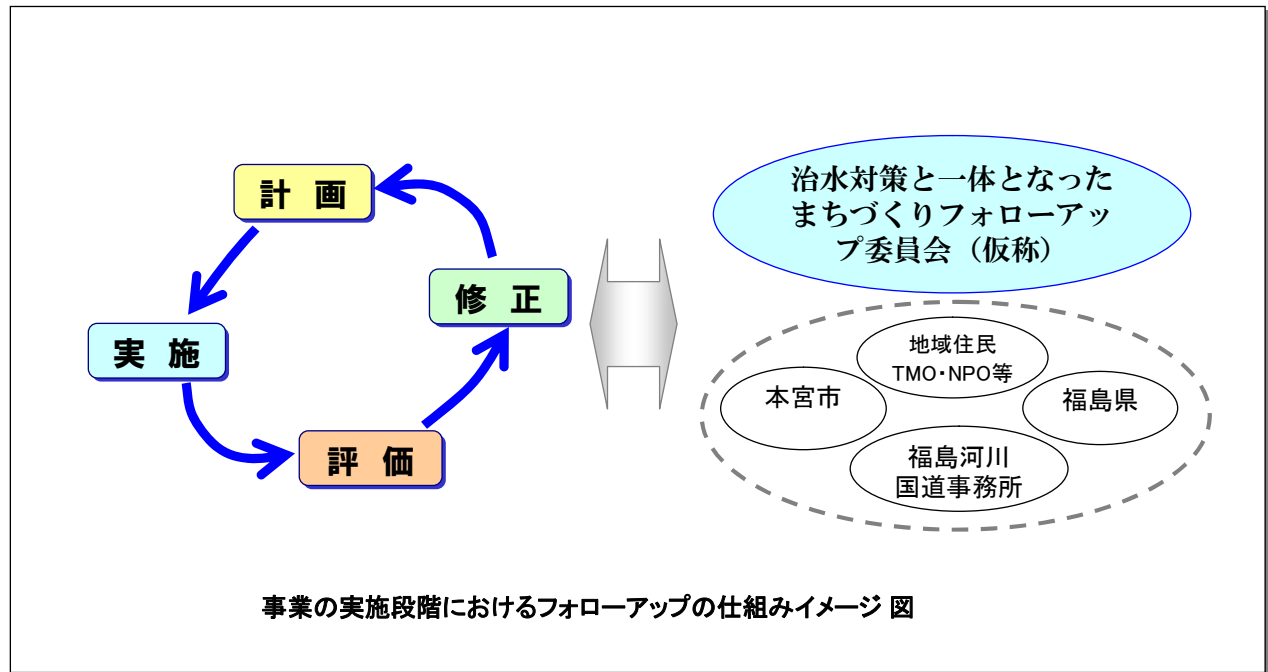 計 画
修 正
実 施
評 価
治水対策と一体となった
まちづくりフォローアッ
プ委員会（仮称）
地域住民
TMO・NPO等
本宮市
福島県
福島河川
国道事務所
事業の実施段階におけるフォローアップの仕組みイメージ 図